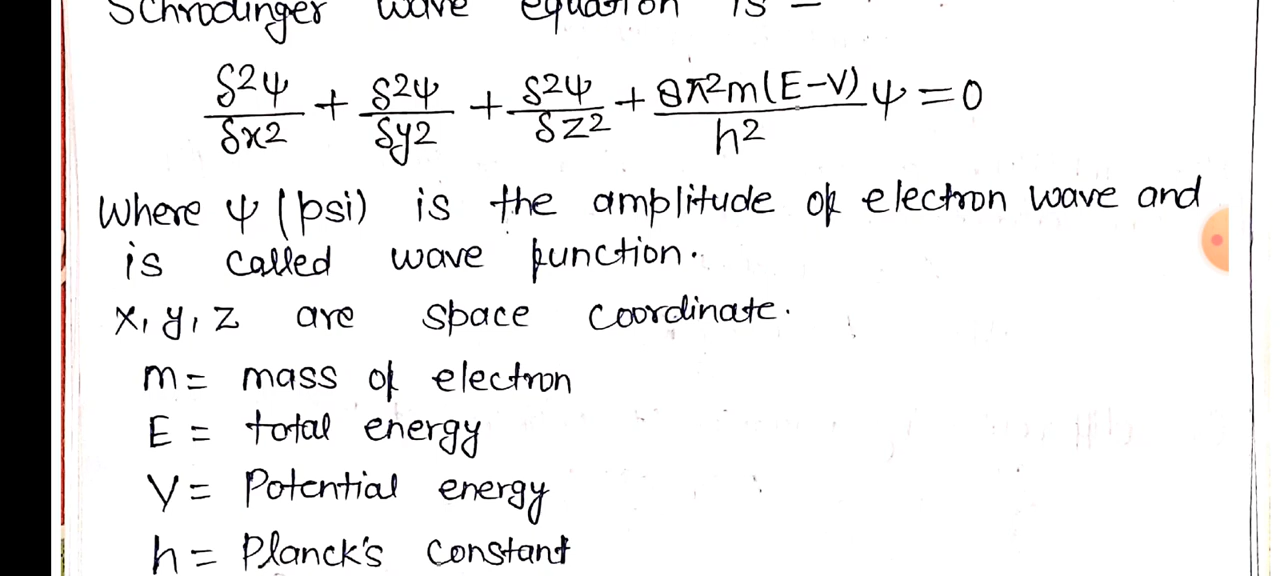 Schrodinger wave equation is –
δ2ψ/δx2 + δ2ψ/δy2 + δ2ψ/δz2 + 8π2m(E-V)/h2 ψ = 0
Where ψ (psi) is the amplitude of electron wave and
is called wave function.
x, y, z are space coordinate.
m = mass of electron
E = total energy
V = Potential energy
h = Planck's constant